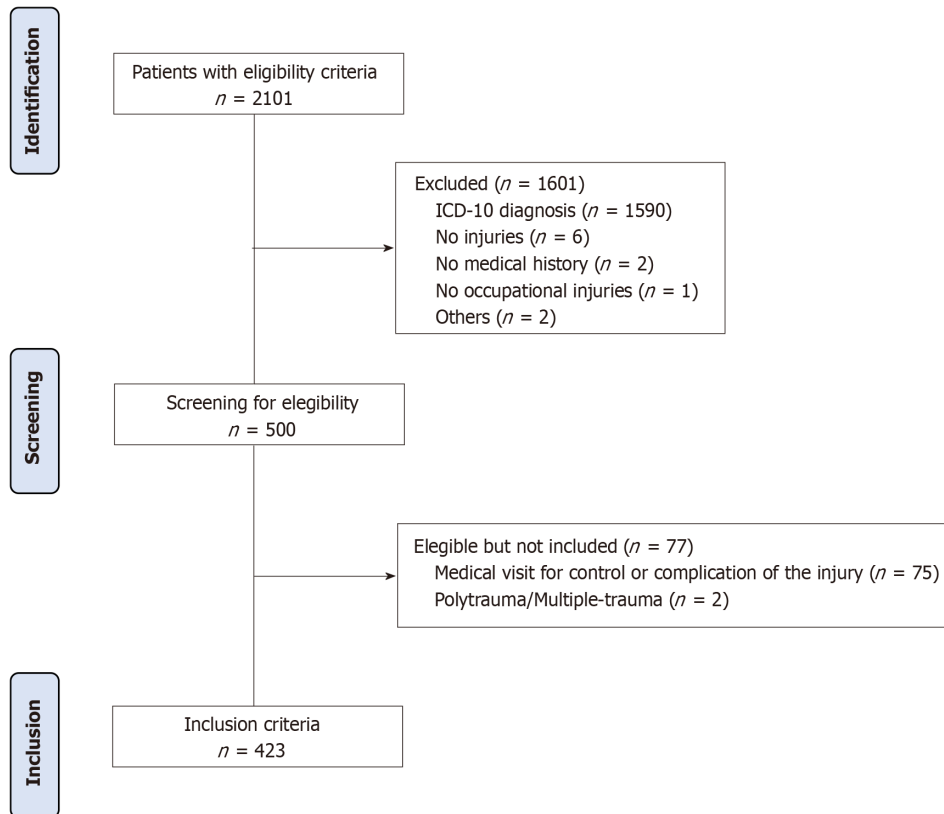 Identification
Patients with eligibility criteria
n = 2101
Excluded (n = 1601)
ICD-10 diagnosis (n = 1590)
No injuries (n = 6)
No medical history (n = 2)
No occupational injuries (n = 1)
Others (n = 2)
Screening
Screening for elegibility
n = 500
Elegible but not included (n = 77)
Medical visit for control or complication of the injury (n = 75)
Polytrauma/Multiple-trauma (n = 2)
Inclusion
Inclusion criteria
n = 423